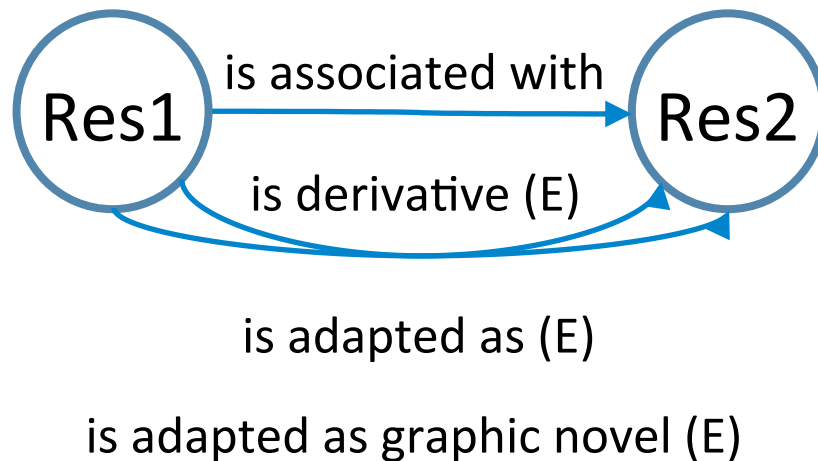 is associated with
Res1
Res2
is derivative (E)
is adapted as (E)
is adapted as graphic novel (E)